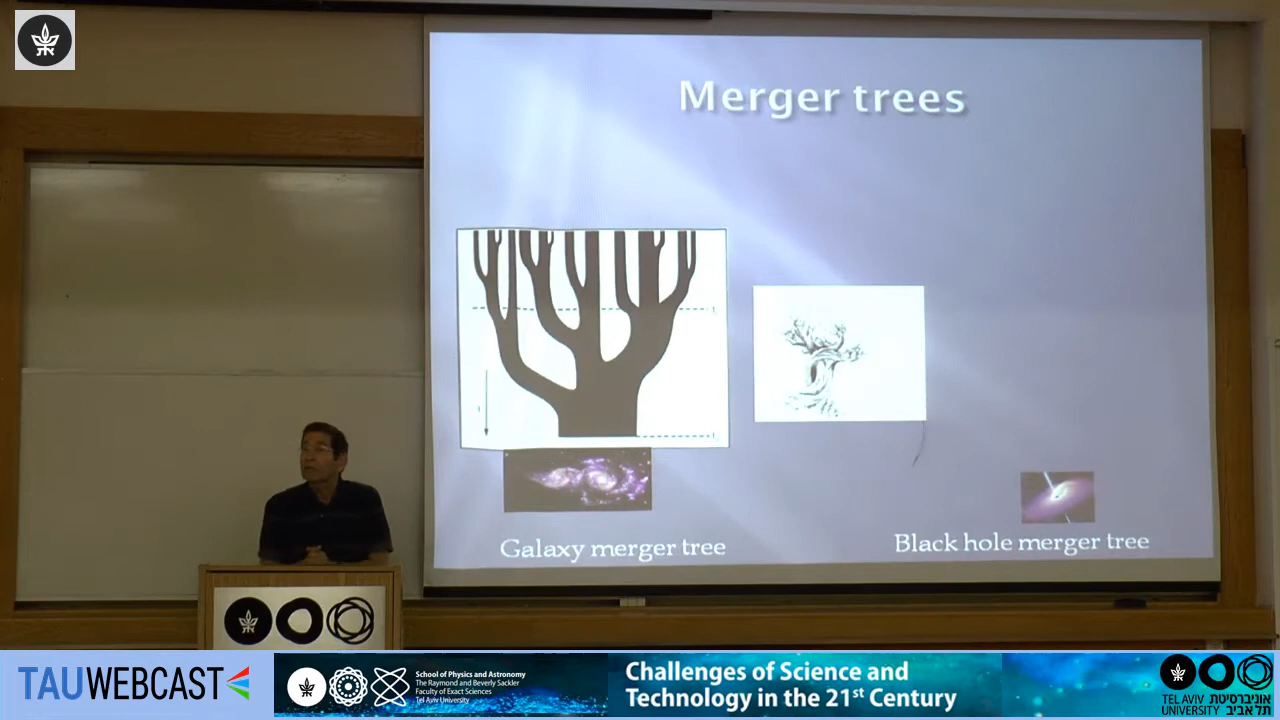 Merger trees
Galaxy merger tree
Black hole merger tree
TAUWEBCAST
School of Physics and Astronomy
The Raymond and Beverly Sackler
Faculty of Exact Sciences
Tel Aviv University
Challenges of Science and
Technology in the 21st Century
TEL AVIV אוניברסיטת
UNIVERSITY תל אביב